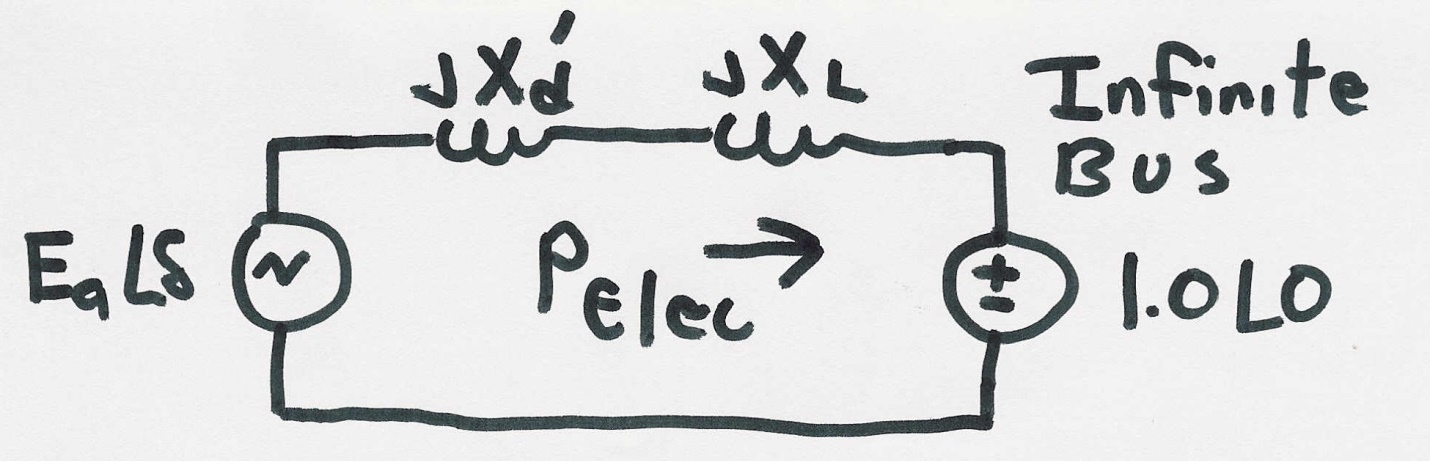 JXd' JXL Infinite
Bus
Ea∠δ ~ PElec → + − 1.0∠0